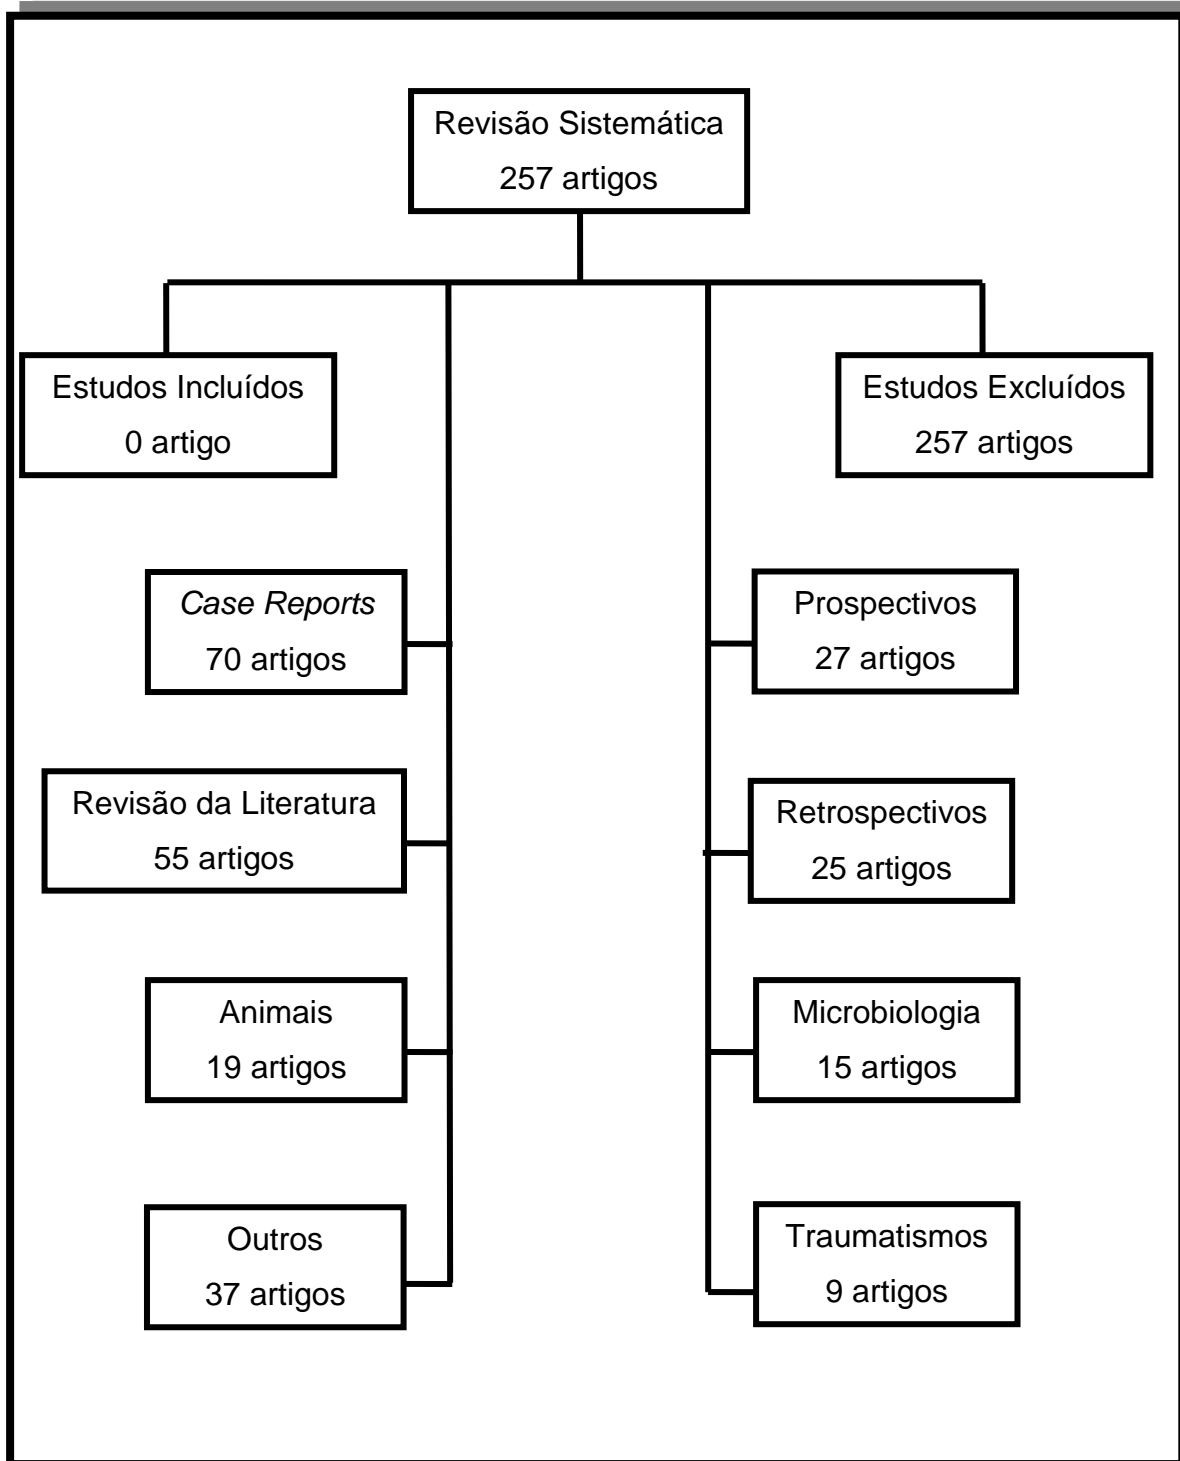 Revisão Sistemática
257 artigos
Estudos Incluídos
0 artigo
Estudos Excluídos
257 artigos
Case Reports
70 artigos
Prospectivos
27 artigos
Revisão da Literatura
55 artigos
Retrospectivos
25 artigos
Animais
19 artigos
Microbiologia
15 artigos
Outros
37 artigos
Traumatismos
9 artigos